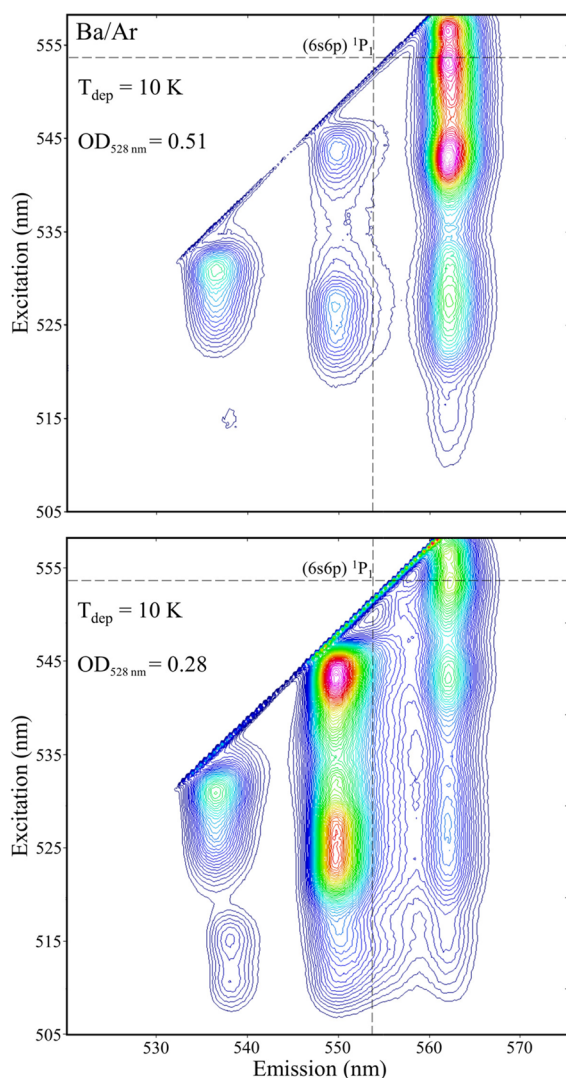 Ba/Ar
(6s6p) ¹P₁
T_dep = 10 K
OD_528 nm = 0.51
Excitation (nm)
555
545
535
525
515
505
(6s6p) ¹P₁
T_dep = 10 K
OD_528 nm = 0.28
Excitation (nm)
555
545
535
525
515
505
530 540 550 560 570
Emission (nm)